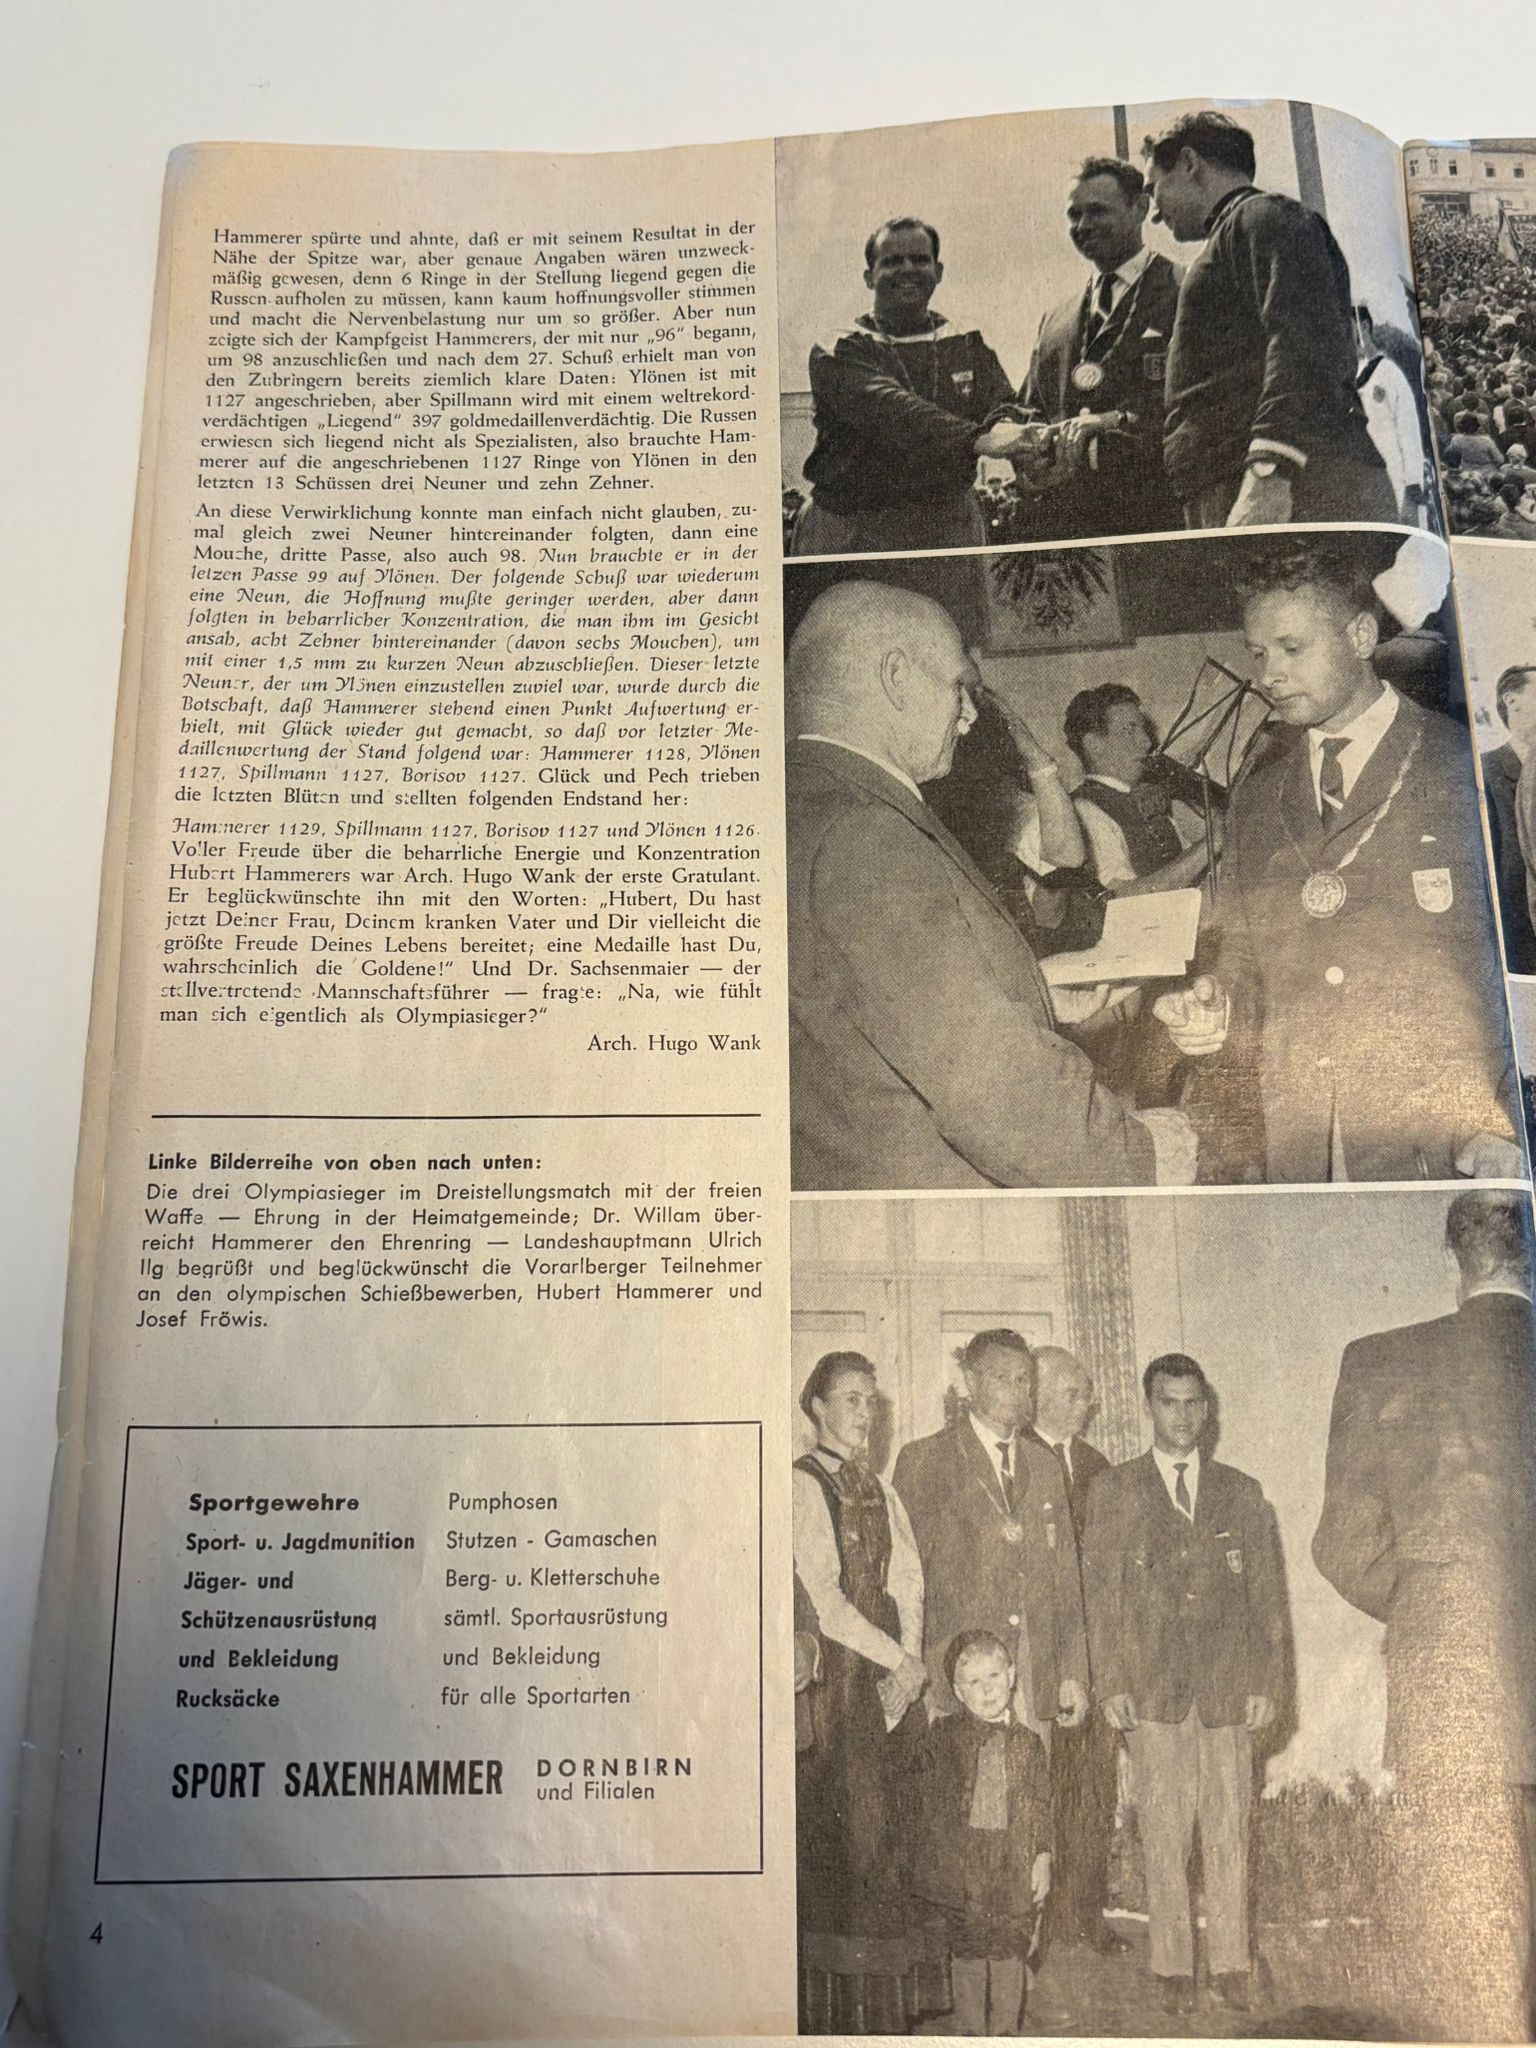 Hammerer spürte und ahnte, daß er mit seinem Resultat in der
Nähe der Spitze war, aber genaue Angaben wären unzweck-
mäßig gewesen, denn 6 Ringe in der Stellung liegend gegen die
Russen aufholen zu müssen, kann kaum hoffnungsvoller stimmen
und macht die Nervenbelastung nur um so größer. Aber nun
zeigte sich der Kampfgeist Hammerers, der mit nur „96" begann,
um 98 anzuschließen und nach dem 27. Schuß erhielt man von
den Zubringern bereits ziemlich klare Daten: Ylönen ist mit
1127 angeschrieben, aber Spillmann wird mit einem weltrekord-
verdächtigen „Liegend" 397 goldmedaillenverdächtig. Die Russen
erwiesen sich liegend nicht als Spezialisten, also brauchte Ham-
merer auf die angeschriebenen 1127 Ringe von Ylönen in den
letzten 13 Schüssen drei Neuner und zehn Zehner.
An diese Verwirklichung konnte man einfach nicht glauben, zu-
mal gleich zwei Neuner hintereinander folgten, dann eine
Mouche, dritte Passe, also auch 98. Nun brauchte er in der
letzen Passe 99 auf Ylönen. Der folgende Schuß war wiederum
eine Neun, die Hoffnung mußte geringer werden, aber dann
folgten in beharrlicher Konzentration, die man ihm im Gesicht
ansah, acht Zehner hintereinander (davon sechs Mouchen), um
mit einer 1,5 mm zu kurzen Neun abzuschließen. Dieser letzte
Neuner, der um Ylönen einzustellen zuviel war, wurde durch die
Botschaft, daß Hammerer stehend einen Punkt Aufwertung er-
hielt, mit Glück wieder gut gemacht, so daß vor letzter Me-
daillenwertung der Stand folgend war: Hammerer 1128, Ylönen
1127, Spillmann 1127, Borisov 1127. Glück und Pech trieben
die letzten Blüten und stellten folgenden Endstand her:
Hammerer 1129, Spillmann 1127, Borisov 1127 und Ylönen 1126.
Voller Freude über die beharrliche Energie und Konzentration
Hubert Hammerers war Arch. Hugo Wank der erste Gratulant.
Er beglückwünschte ihn mit den Worten: „Hubert, Du hast
jetzt Deiner Frau, Deinem kranken Vater und Dir vielleicht die
größte Freude Deines Lebens bereitet; eine Medaille hast Du,
wahrscheinlich die Goldene!" Und Dr. Sachsenmaier — der
stellvertretende Mannschaftsführer — fragte: „Na, wie fühlt
man sich eigentlich als Olympiasieger?"
Arch. Hugo Wank
Linke Bilderreihe von oben nach unten:
Die drei Olympiasieger im Dreistellungsmatch mit der freien
Waffe — Ehrung in der Heimatgemeinde; Dr. Willam über-
reicht Hammerer den Ehrenring — Landeshauptmann Ulrich
Ilg begrüßt und beglückwünscht die Vorarlberger Teilnehmer
an den olympischen Schießbewerben, Hubert Hammerer und
Josef Fröwis.
Sportgewehre
Sport- u. Jagdmunition
Jäger- und
Schützenausrüstung
und Bekleidung
Rucksäcke
Pumphosen
Stutzen - Gamaschen
Berg- u. Kletterschuhe
sämtl. Sportausrüstung
und Bekleidung
für alle Sportarten
SPORT SAXENHAMMER DORNBIRN
und Filialen
4